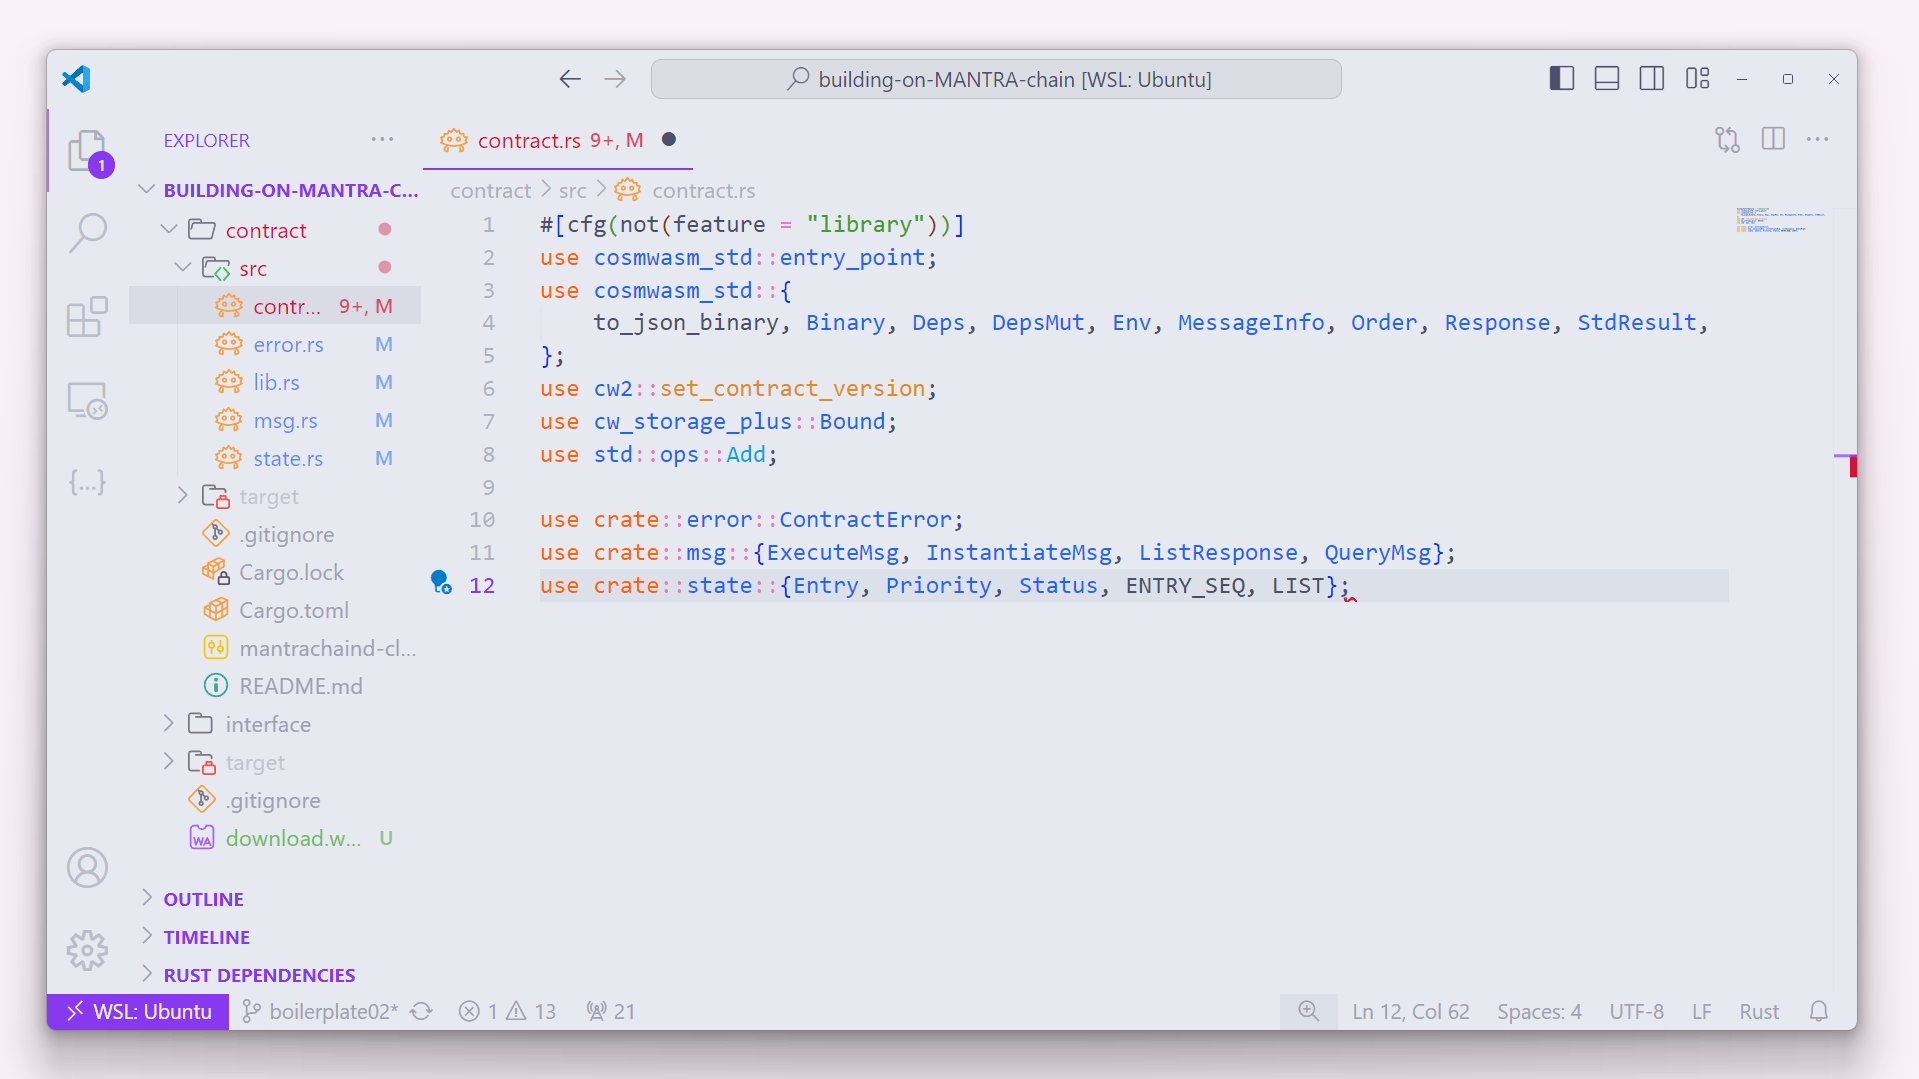 building-on-MANTRA-chain [WSL: Ubuntu]
EXPLORER
1
BUILDING-ON-MANTRA-C...
contract
src
contr... 9+, M
error.rs M
lib.rs M
msg.rs M
state.rs M
target
.gitignore
Cargo.lock
Cargo.toml
mantrachaind-cl...
README.md
interface
target
.gitignore
WA download.w... U
OUTLINE
TIMELINE
RUST DEPENDENCIES
contract.rs 9+, M
contract > src > contract.rs
1 #[cfg(not(feature = "library"))]
2 use cosmwasm_std::entry_point;
3 use cosmwasm_std::{
4 to_json_binary, Binary, Deps, DepsMut, Env, MessageInfo, Order, Response, StdResult,
5 };
6 use cw2::set_contract_version;
7 use cw_storage_plus::Bound;
8 use std::ops::Add;
9
10 use crate::error::ContractError;
11 use crate::msg::{ExecuteMsg, InstantiateMsg, ListResponse, QueryMsg};
12 use crate::state::{Entry, Priority, Status, ENTRY_SEQ, LIST};
WSL: Ubuntu boilerplate02* 1 13 21 Ln 12, Col 62 Spaces: 4 UTF-8 LF Rust